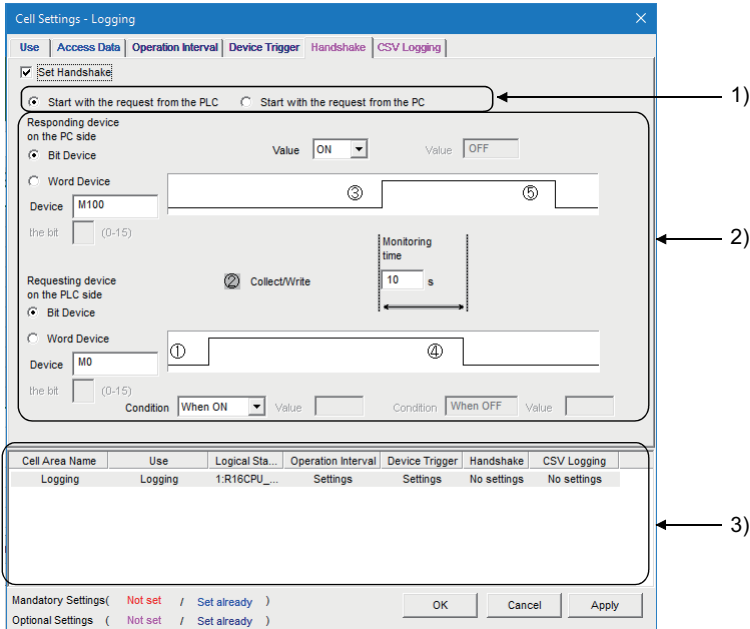 Cell Settings - Logging
Use Access Data Operation Interval Device Trigger Handshake CSV Logging
Set Handshake
Start with the request from the PLC Start with the request from the PC
1)
Responding device
on the PC side
Bit Device
Value ON Value OFF
Word Device
③ ⑤
Device M100
the bit (0-15)
2)
Monitoring
time
Requesting device
on the PLC side
② Collect/Write
10 s
Bit Device
Word Device
① ④
Device M0
the bit (0-15)
Condition When ON Value Condition When OFF Value
Cell Area Name Use Logical Sta... Operation Interval Device Trigger Handshake CSV Logging
Logging Logging 1:R16CPU_... Settings Settings No settings No settings
3)
Mandatory Settings( Not set / Set already )
Optional Settings ( Not set / Set already )
OK Cancel Apply